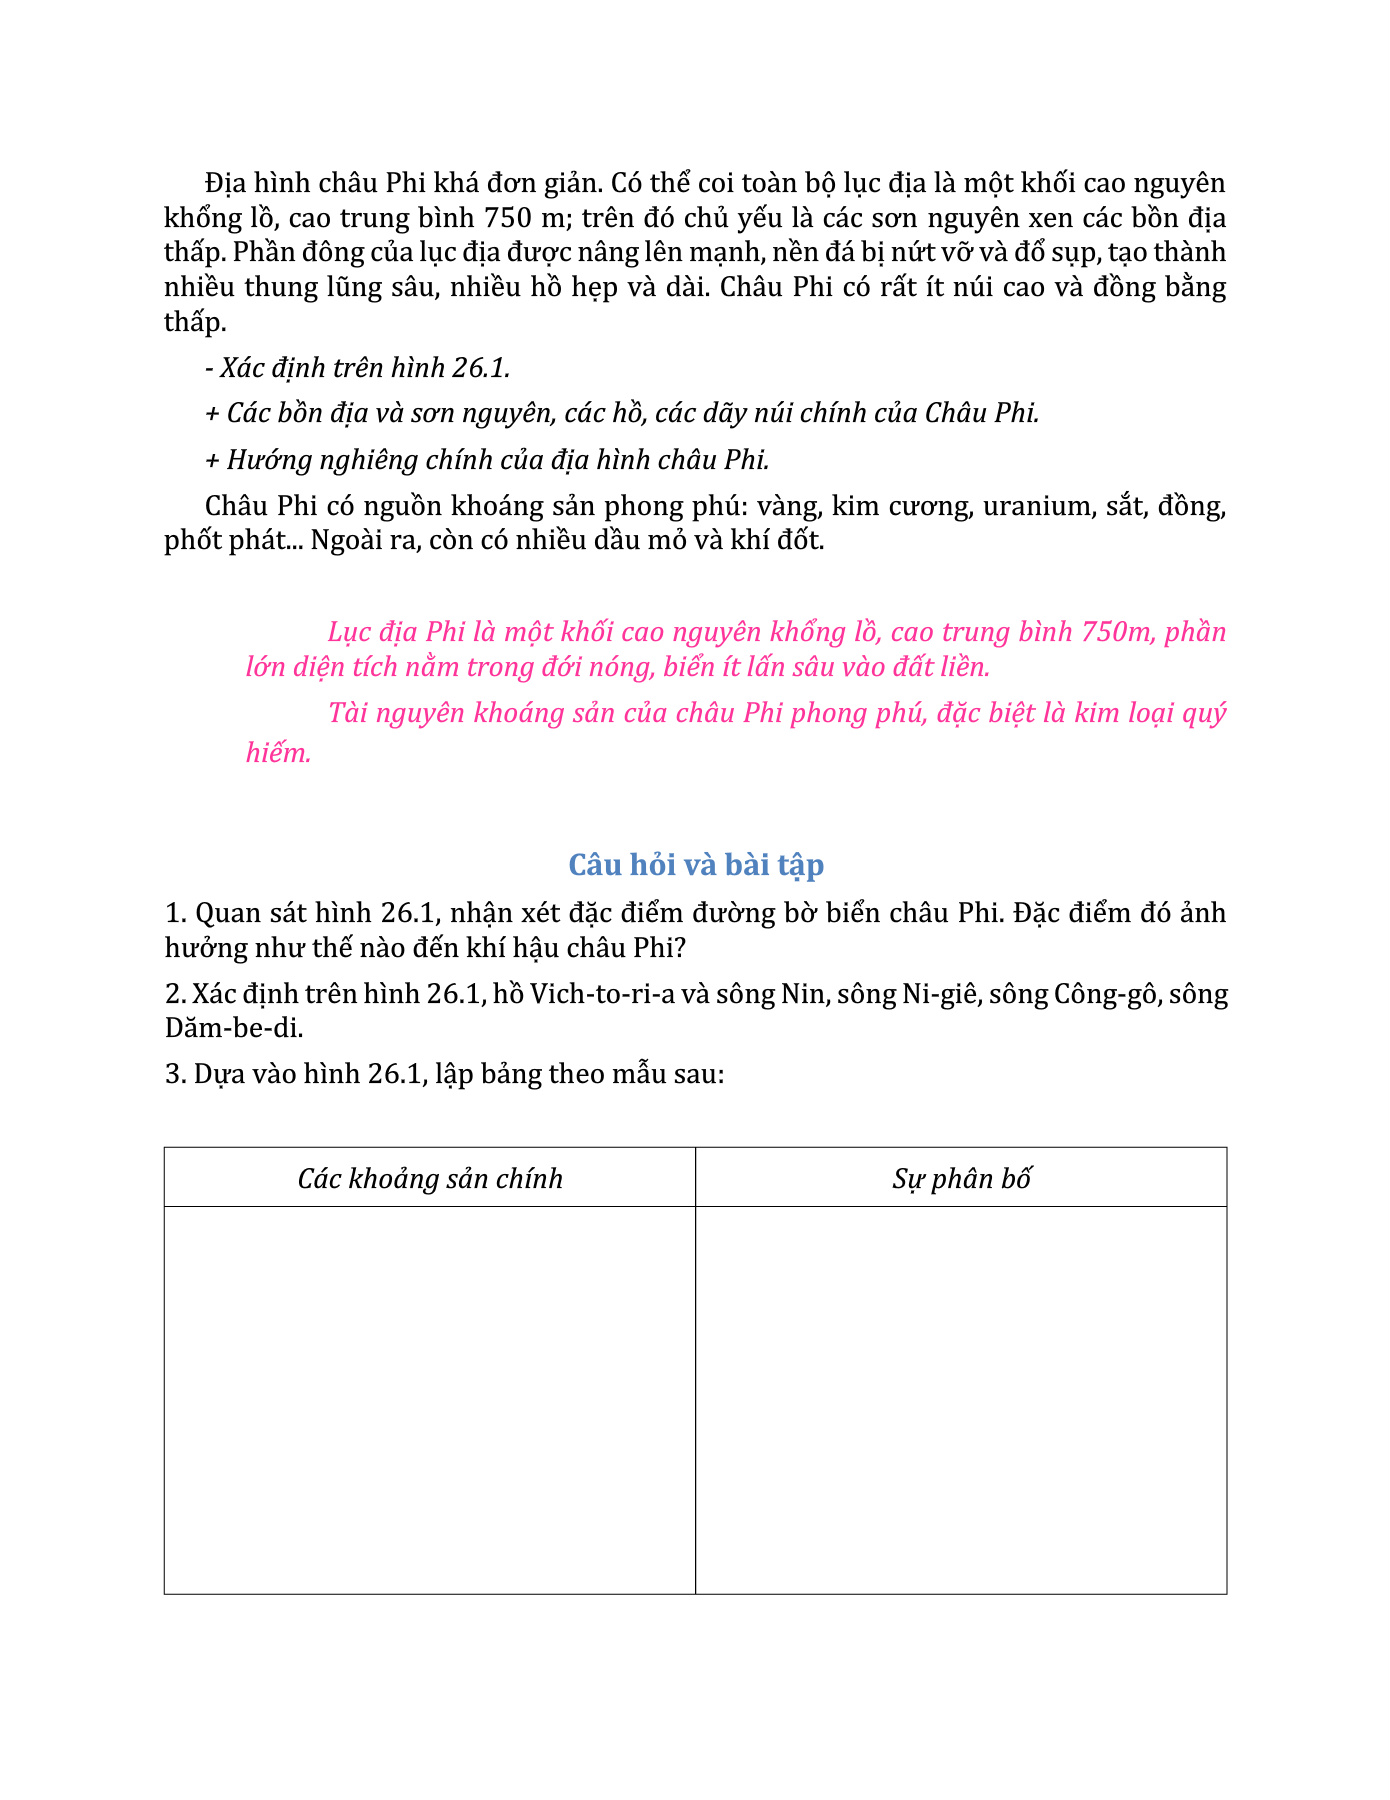 Địa hình châu Phi khá đơn giản. Có thể coi toàn bộ lục địa là một khối cao nguyên
khổng lồ, cao trung bình 750 m; trên đó chủ yếu là các sơn nguyên xen các bồn địa
thấp. Phần đông của lục địa được nâng lên mạnh, nền đá bị nứt vỡ và đổ sụp, tạo thành
nhiều thung lũng sâu, nhiều hồ hẹp và dài. Châu Phi có rất ít núi cao và đồng bằng
thấp.
- Xác định trên hình 26.1.
+ Các bồn địa và sơn nguyên, các hồ, các dãy núi chính của Châu Phi.
+ Hướng nghiêng chính của địa hình châu Phi.
Châu Phi có nguồn khoáng sản phong phú: vàng, kim cương, uranium, sắt, đồng,
phốt phát... Ngoài ra, còn có nhiều dầu mỏ và khí đốt.
Lục địa Phi là một khối cao nguyên khổng lồ, cao trung bình 750m, phần
lớn diện tích nằm trong đới nóng, biển ít lấn sâu vào đất liền.
Tài nguyên khoáng sản của châu Phi phong phú, đặc biệt là kim loại quý
hiếm.
Câu hỏi và bài tập
1. Quan sát hình 26.1, nhận xét đặc điểm đường bờ biển châu Phi. Đặc điểm đó ảnh
hưởng như thế nào đến khí hậu châu Phi?
2. Xác định trên hình 26.1, hồ Vich-to-ri-a và sông Nin, sông Ni-giê, sông Công-gô, sông
Dăm-be-di.
3. Dựa vào hình 26.1, lập bảng theo mẫu sau:
Các khoảng sản chính
Sự phân bố